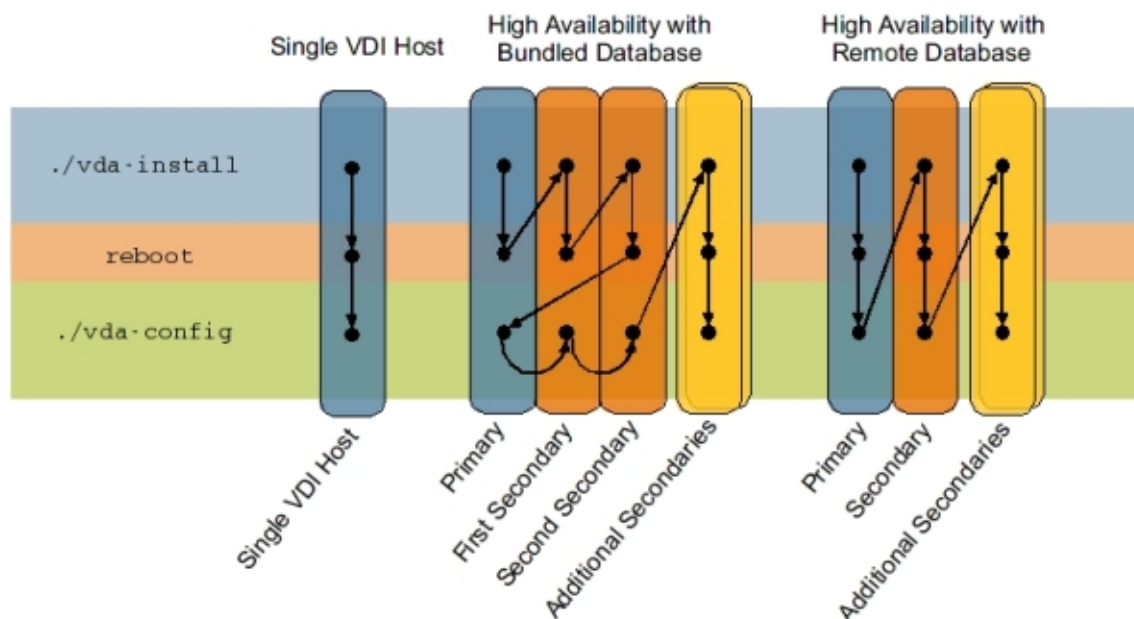 Single VDI Host
High Availability with
Bundled Database
High Availability with
Remote Database
./vda-install
reboot
./vda-config
Single VDI Host
Primary
First Secondary
Second Secondary
Additional Secondaries
Primary
Secondary
Additional Secondaries